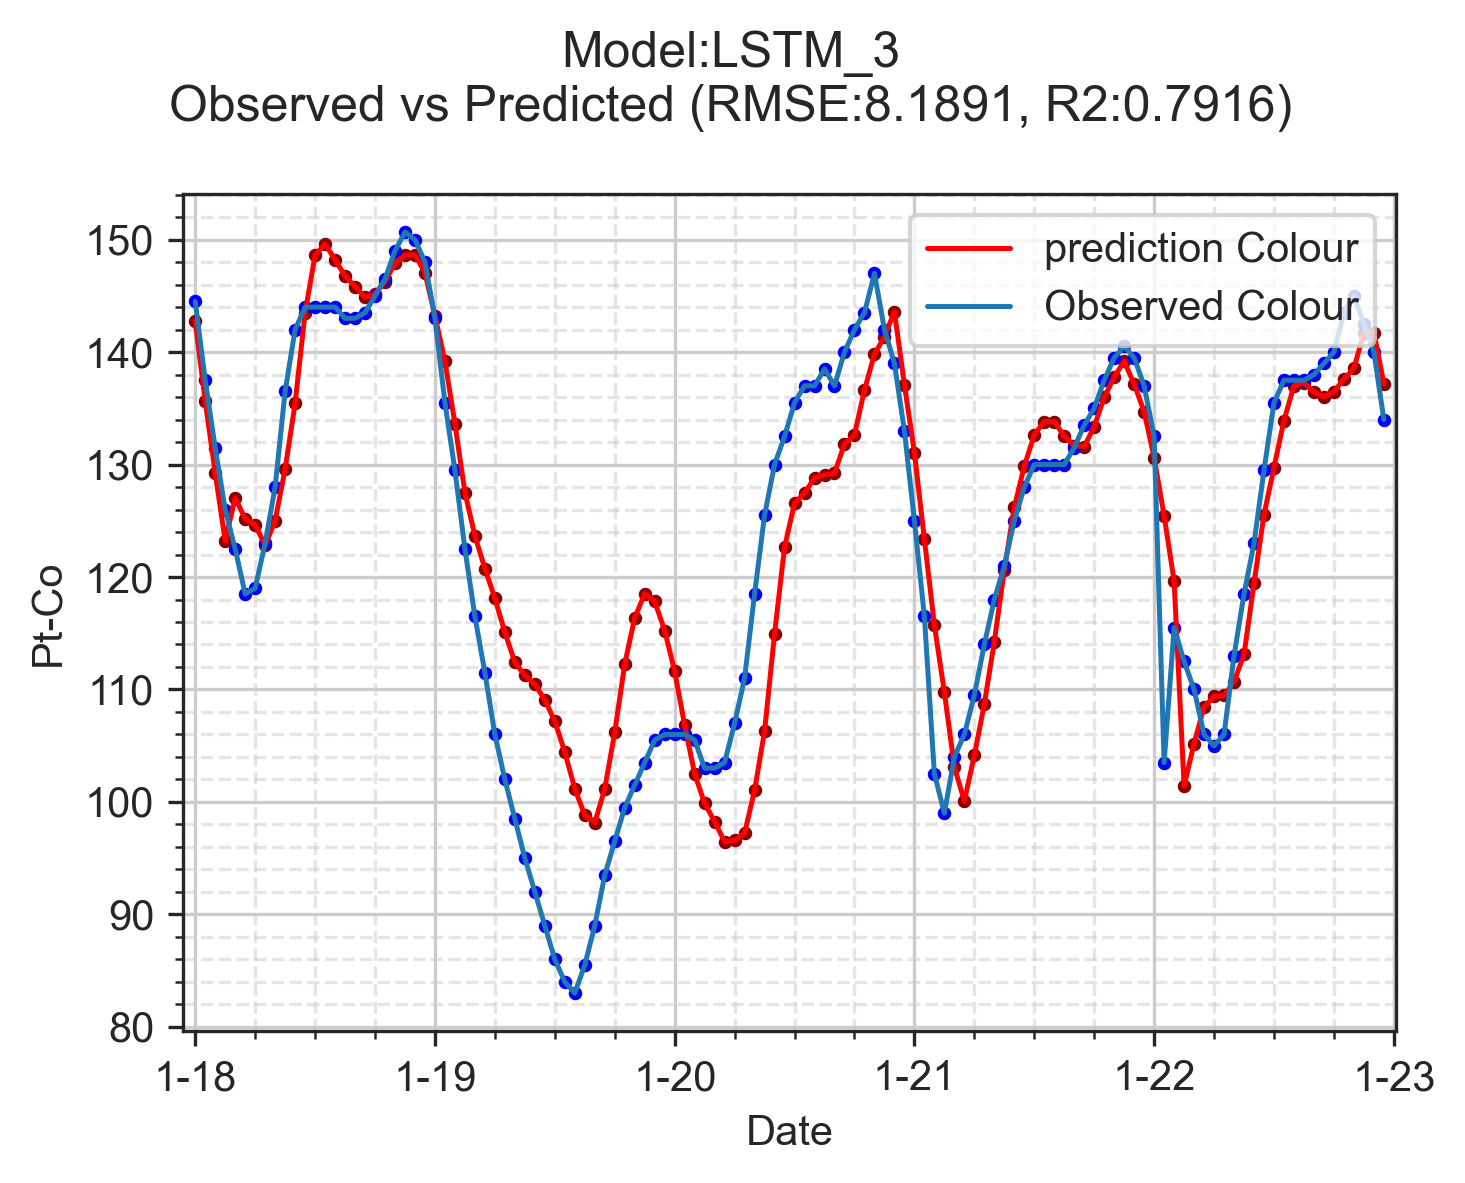 Model:LSTM_3
Observed vs Predicted (RMSE:8.1891, R2:0.7916)
prediction Colour
Observed Colour
150
140
130
120
110
100
90
80
Pt-Co
1-18 1-19 1-20 1-21 1-22 1-23
Date